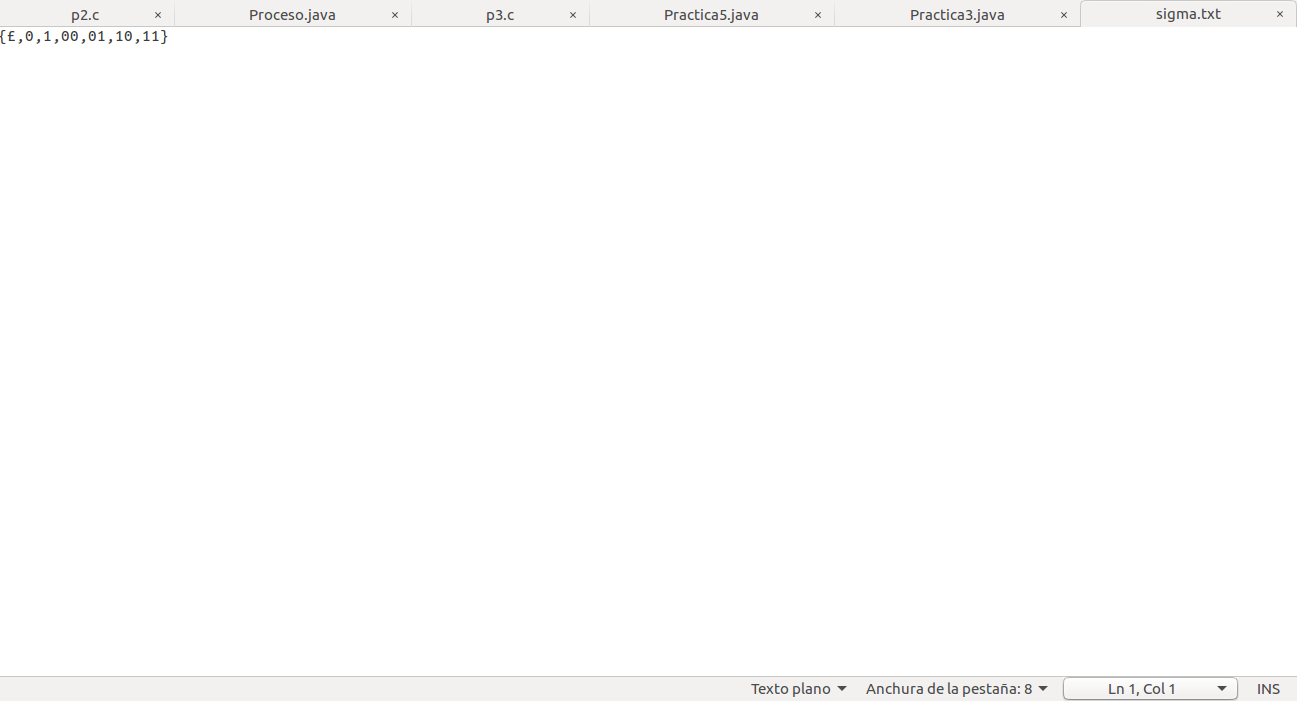 p2.c × Proceso.java × p3.c × Practica5.java × Practica3.java × sigma.txt ×
{£,0,1,00,01,10,11}
Texto plano Anchura de la pestaña: 8 Ln 1, Col 1 INS